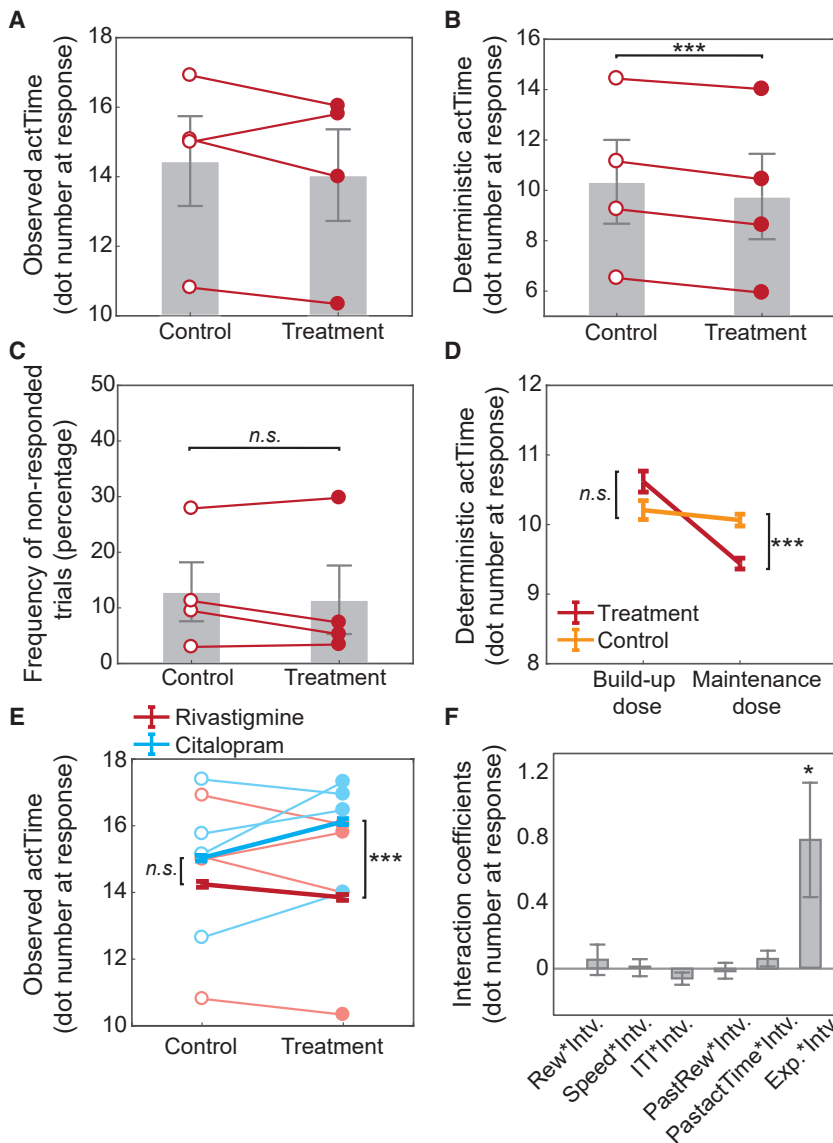 A
Observed actTime
(dot number at response)
18
16
14
12
10
Control
Treatment
B
Deterministic actTime
(dot number at response)
16
14
12
10
8
6
***
Control
Treatment
C
Frequency of non-responded
trials (percentage)
50
40
30
20
10
0
n.s.
Control
Treatment
D
Deterministic actTime
(dot number at response)
12
11
10
9
8
n.s.
***
Treatment
Control
Build-up
dose
Maintenance
dose
E
Rivastigmine
Citalopram
Observed actTime
(dot number at response)
18
16
14
12
10
n.s.
***
Control
Treatment
F
Interaction coefficients
(dot number at response)
1.2
0.8
0.4
0
*
Rew*Intv.
Speed*Intv.
ITI*Intv.
PastRew*Intv.
PastactTime*Intv.
Exp.*Intv.